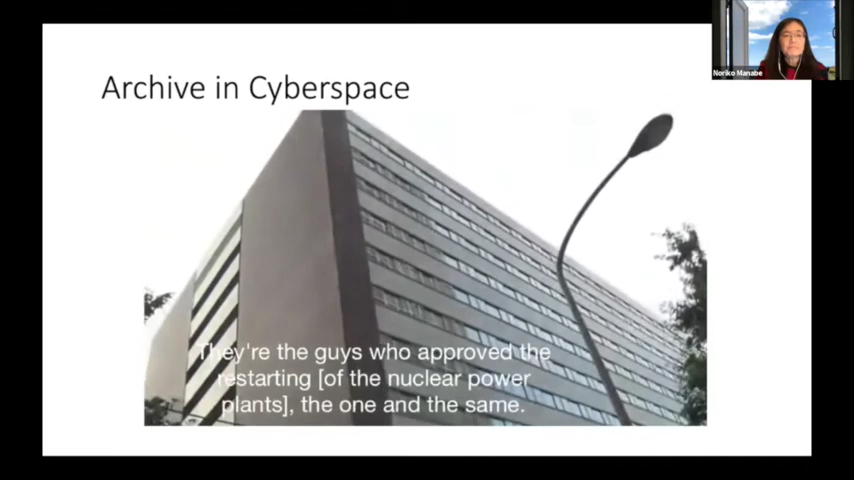 Noriko Manabe
Archive in Cyberspace
They're the guys who approved the
restarting [of the nuclear power
plants], the one and the same.